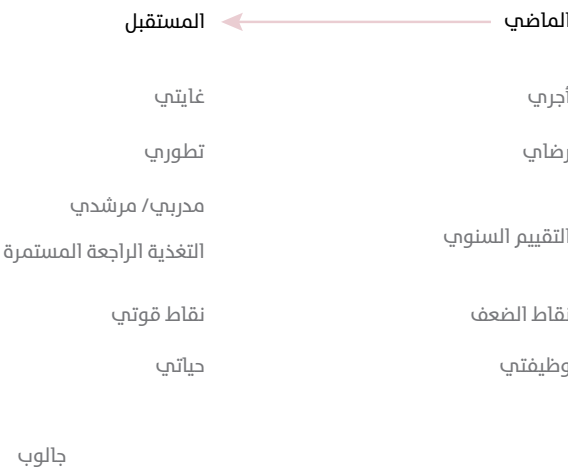 الماضي
المستقبل
أجري
غايتي
رضاي
تطوري
مدربي/ مرشدي
التقييم السنوي
التغذية الراجعة المستمرة
نقاط الضعف
نقاط قوتي
وظيفتي
حياتي
جالوب